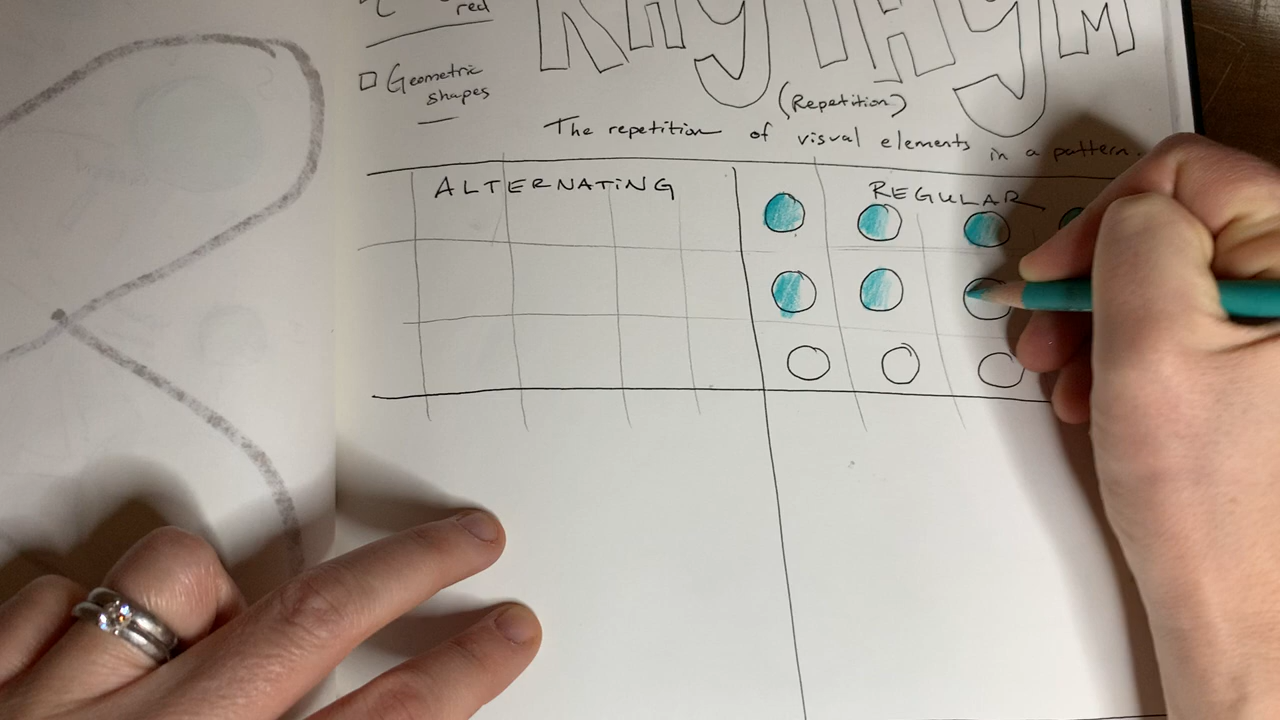 red
Geometric
shapes
RHYTHYM
(Repetition)
The repetition of visual elements in a pattern.
ALTERNATING
REGULAR